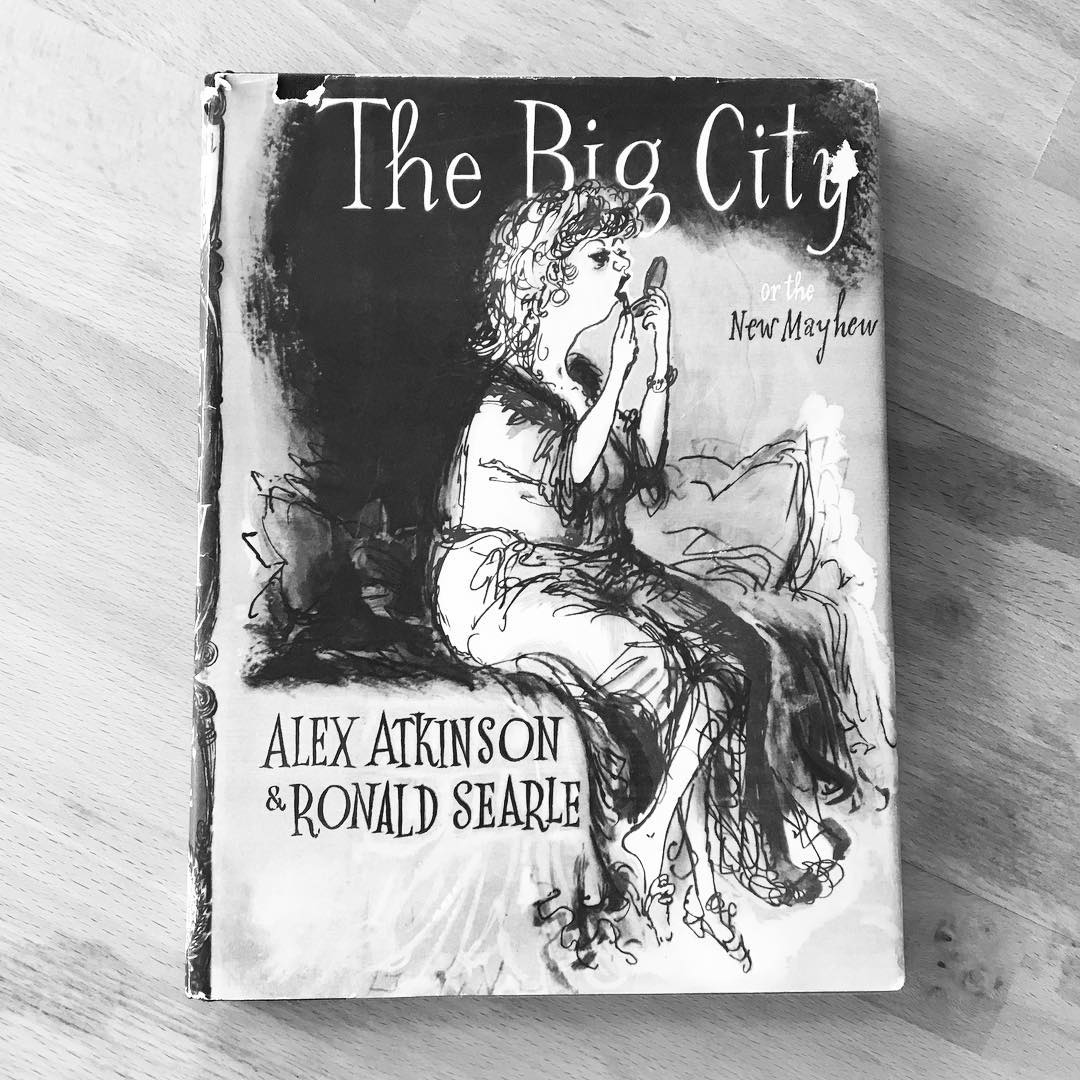 The Big City
or the
New Mayhew
ALEX ATKINSON
& RONALD SEARLE